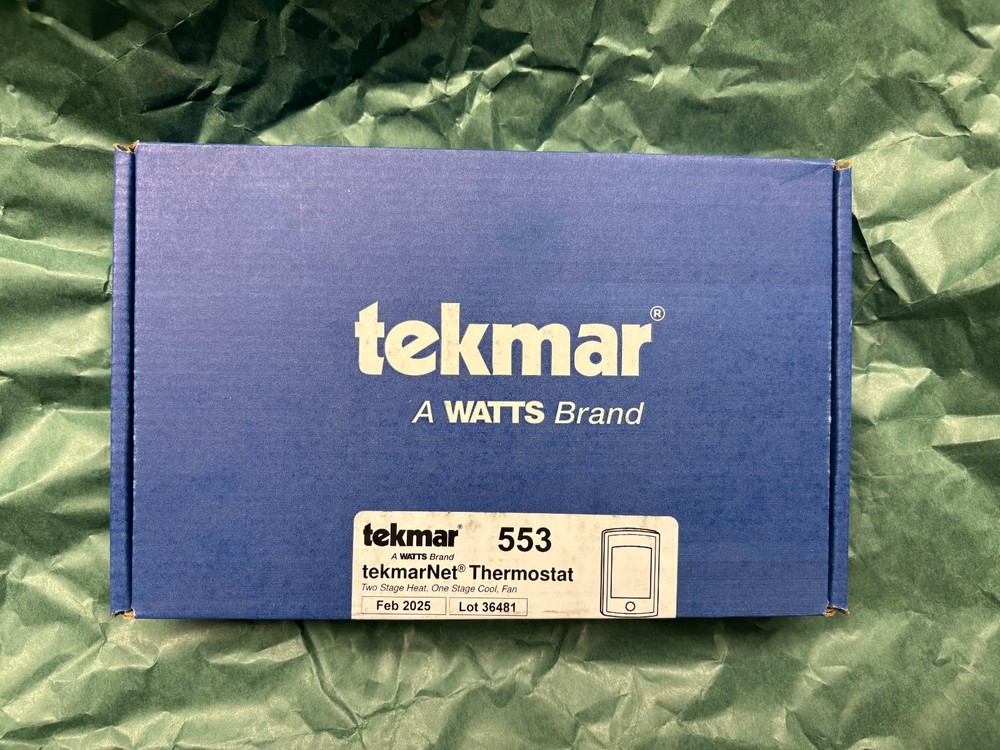 tekmar®
A WATTS Brand
tekmar® 553
A WATTS Brand
tekmarNet® Thermostat
Two Stage Heat, One Stage Cool, Fan
Feb 2025 Lot 36481